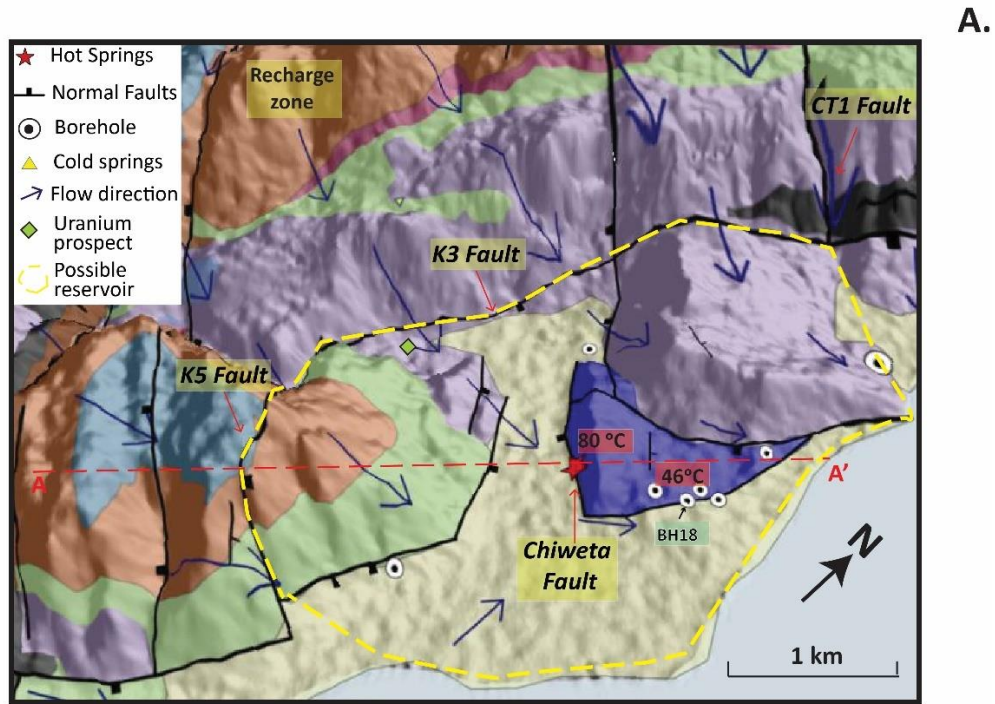 A.
Hot Springs
Normal Faults
Borehole
Cold springs
Flow direction
Uranium
prospect
Possible
reservoir
Recharge
zone
CT1 Fault
K3 Fault
K5 Fault
80 °C
A
A'
46°C
BH18
Chiweta
Fault
N
1 km